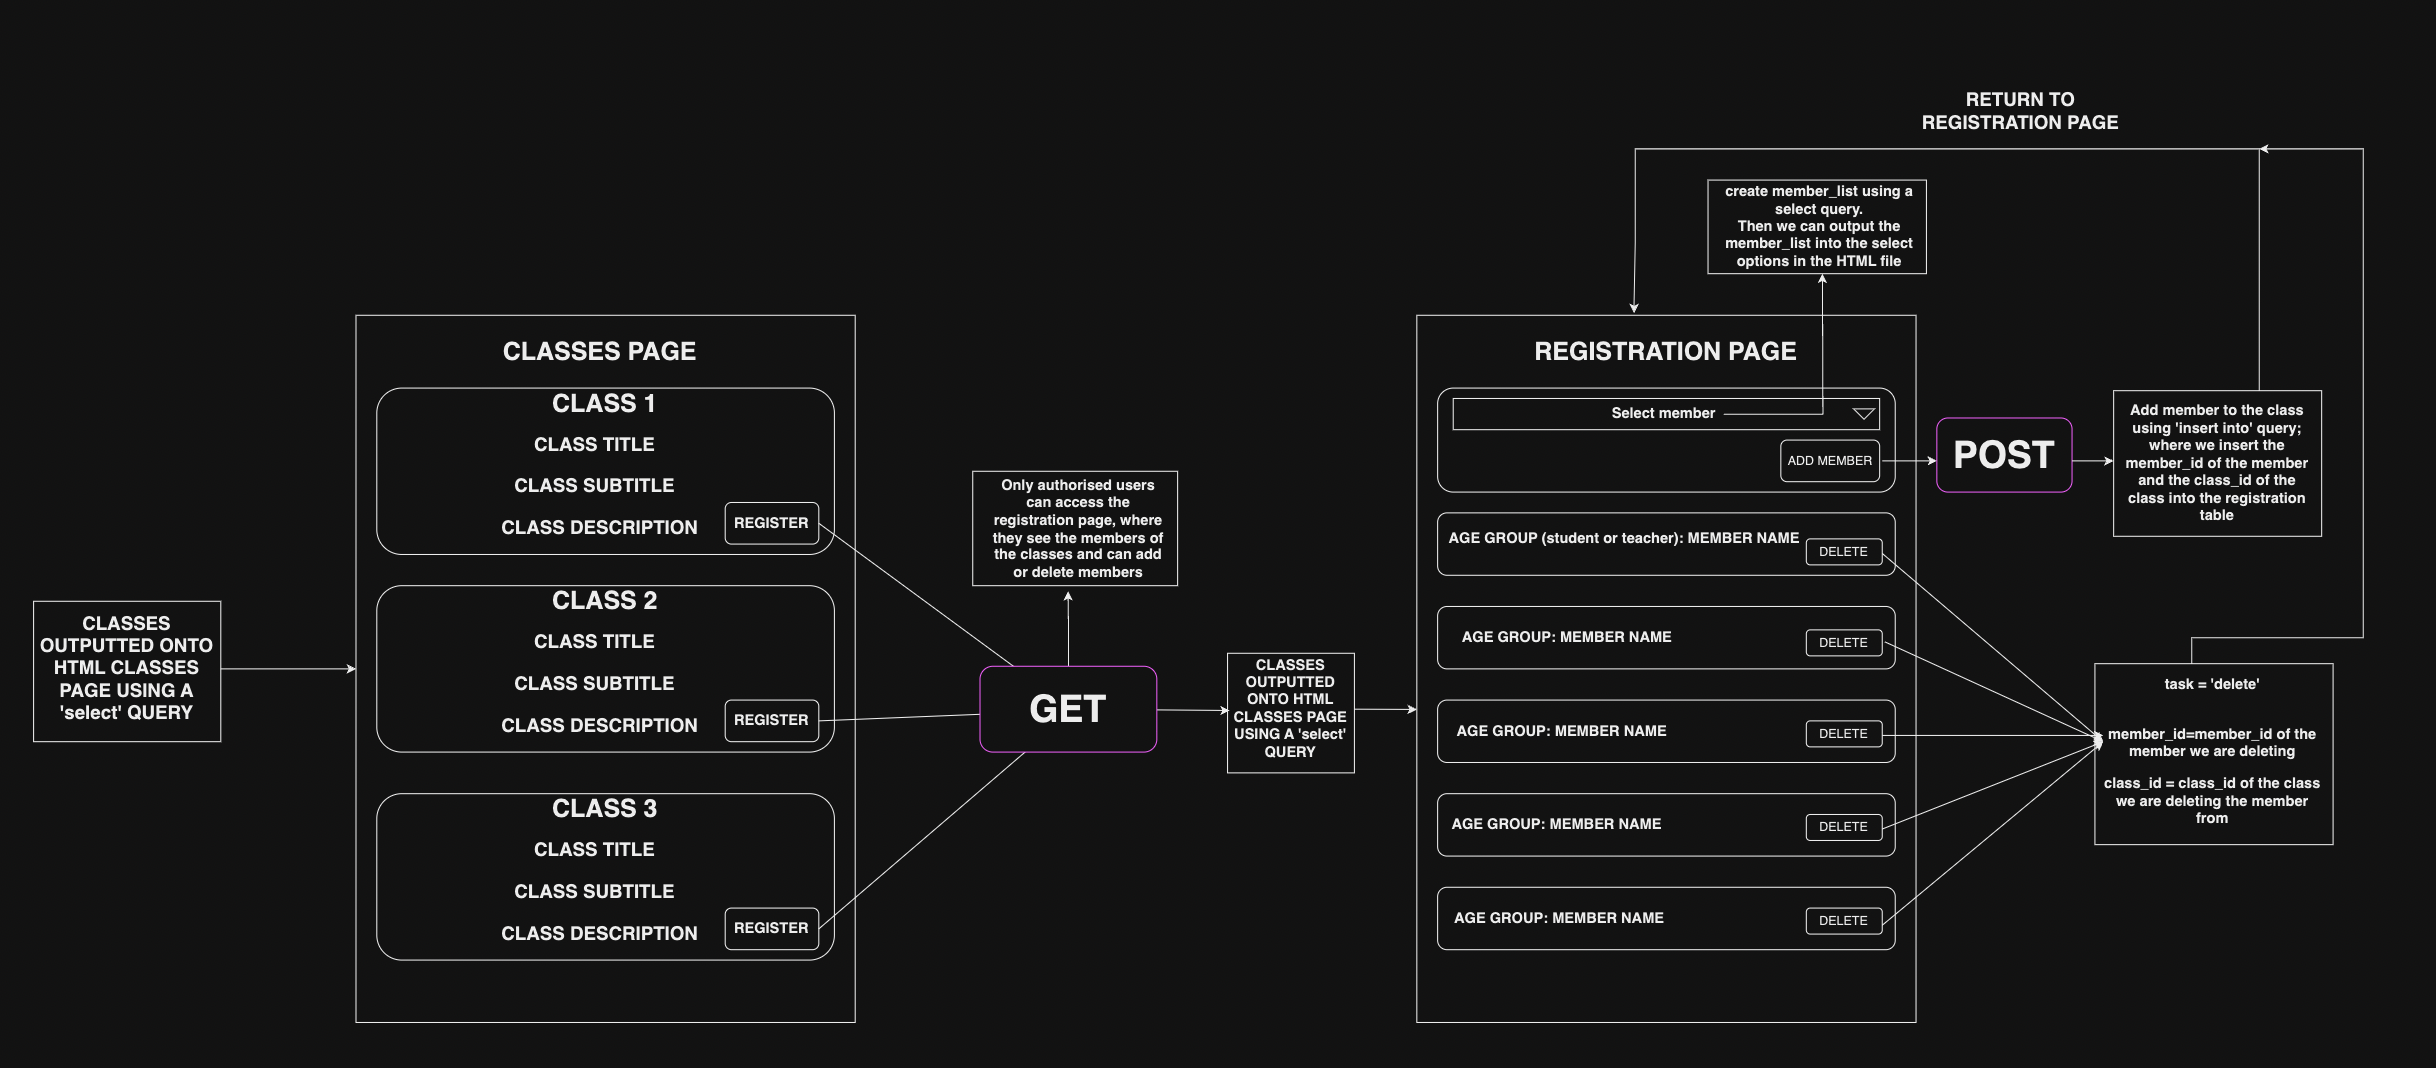 RETURN TO
REGISTRATION PAGE
create member_list using a
select query.
Then we can output the
member_list into the select
options in the HTML file
CLASSES
OUTPUTTED ONTO
HTML CLASSES
PAGE USING A
'select' QUERY
CLASSES PAGE
CLASS 1
CLASS TITLE
CLASS SUBTITLE
CLASS DESCRIPTION
REGISTER
CLASS 2
CLASS TITLE
CLASS SUBTITLE
CLASS DESCRIPTION
REGISTER
CLASS 3
CLASS TITLE
CLASS SUBTITLE
CLASS DESCRIPTION
REGISTER
Only authorised users
can access the
registration page, where
they see the members of
the classes and can add
or delete members
GET
CLASSES
OUTPUTTED
ONTO HTML
CLASSES PAGE
USING A 'select'
QUERY
REGISTRATION PAGE
Select member
ADD MEMBER
AGE GROUP (student or teacher): MEMBER NAME
DELETE
AGE GROUP: MEMBER NAME
DELETE
AGE GROUP: MEMBER NAME
DELETE
AGE GROUP: MEMBER NAME
DELETE
AGE GROUP: MEMBER NAME
DELETE
POST
Add member to the class
using 'insert into' query;
where we insert the
member_id of the member
and the class_id of the
class into the registration
table
task = 'delete'
member_id=member_id of the
member we are deleting
class_id = class_id of the class
we are deleting the member
from